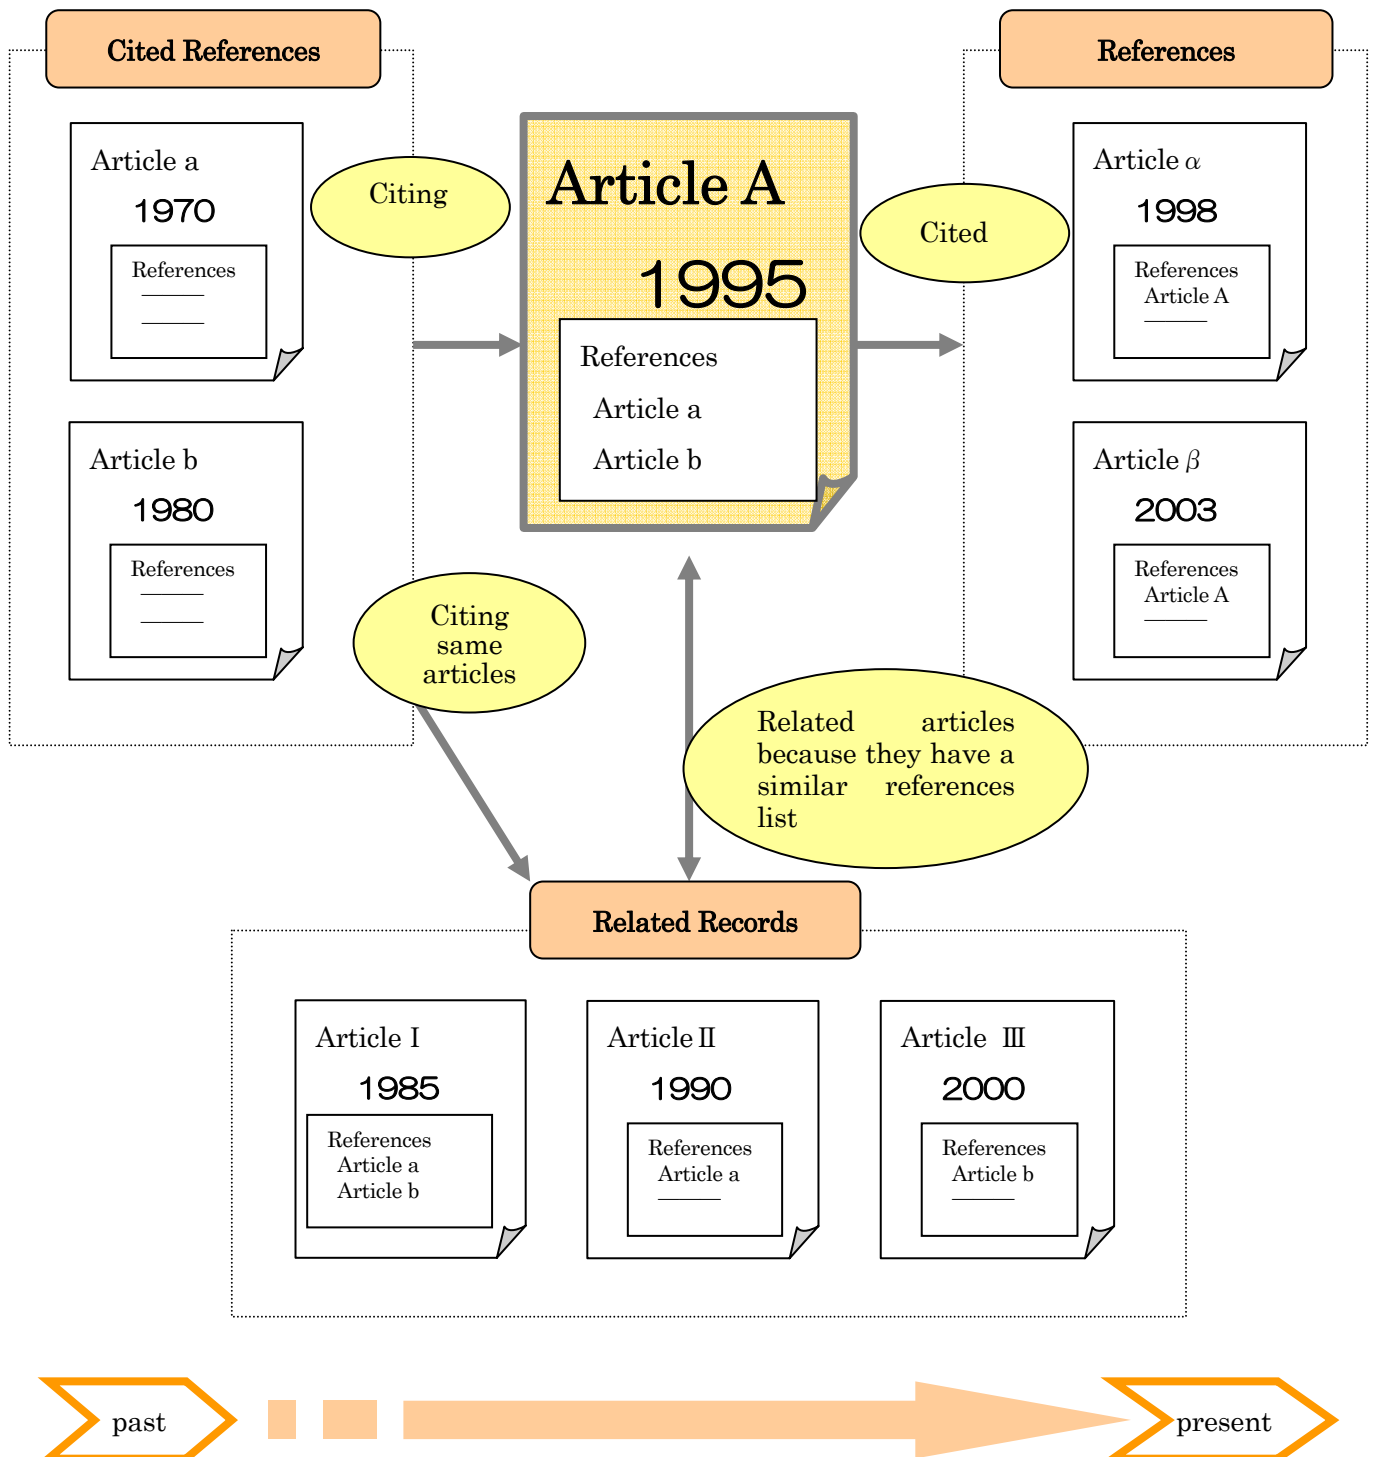 Cited References
Article a
1970
References
Article b
1980
References
Citing
Article A
1995
References
Article a
Article b
Cited
References
Article α
1998
References
Article A
Article β
2003
References
Article A
Citing
same
articles
Related articles
because they have a
similar references
list
Related Records
Article I
1985
References
Article a
Article b
Article Ⅱ
1990
References
Article a
Article Ⅲ
2000
References
Article b
past
present